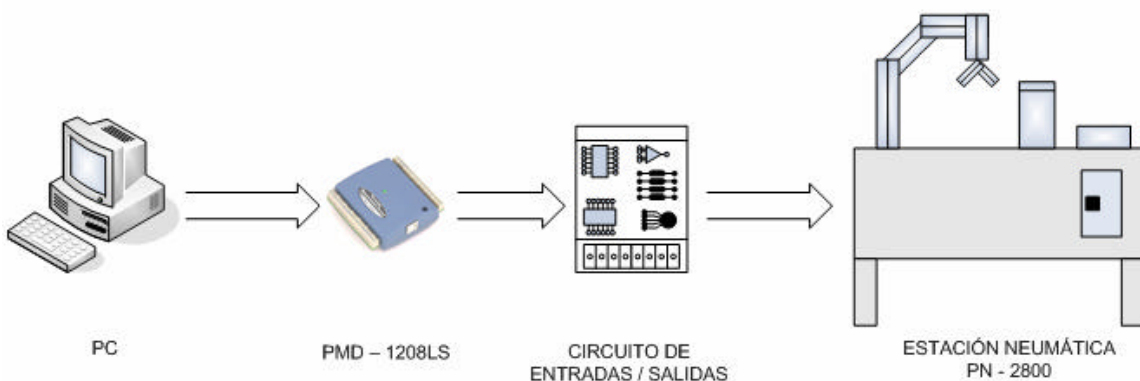 PC
PMD – 1208LS
CIRCUITO DE
ENTRADAS / SALIDAS
ESTACIÓN NEUMÁTICA
PN - 2800